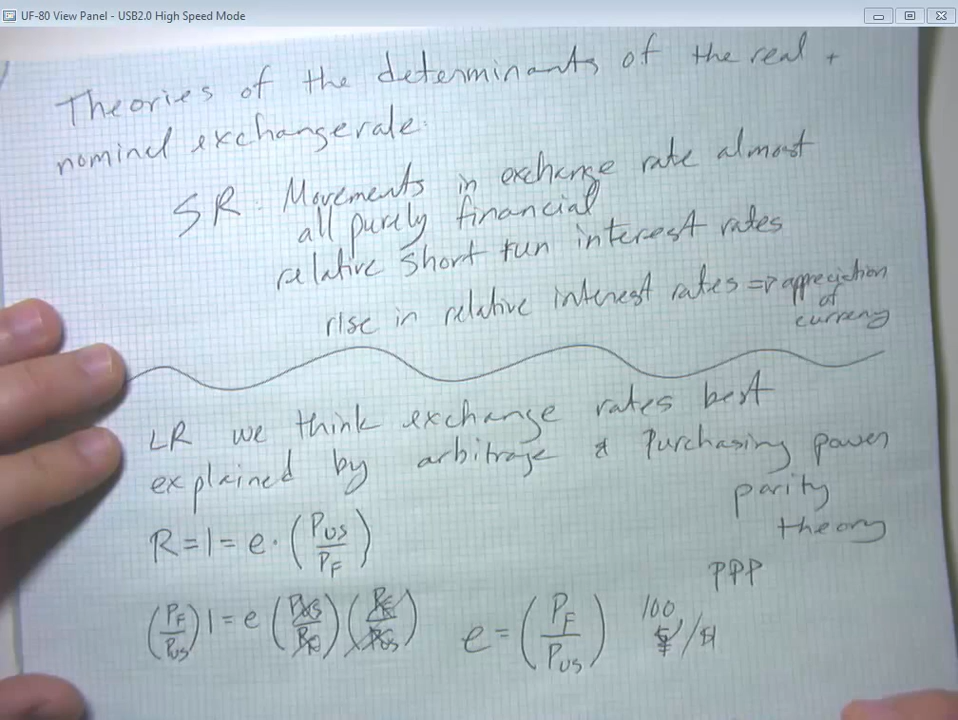 UF-80 View Panel - USB2.0 High Speed Mode
Theories of the determinants of the real +
nominal exchange rate.
SR: Movements in exchange rate almost
all purely financial
relative short run interest rates
rise in relative interest rates => appreciation
of
currency
LR we think exchange rates best
explained by arbitrage & Purchasing power
parity
theory
R = 1 = e · (P_US / P_F)
PPP
(P_F / P_US) 1 = e (P_US / P_F) (P_F / P_US)
e = (P_F / P_US)
100 ¥/$1